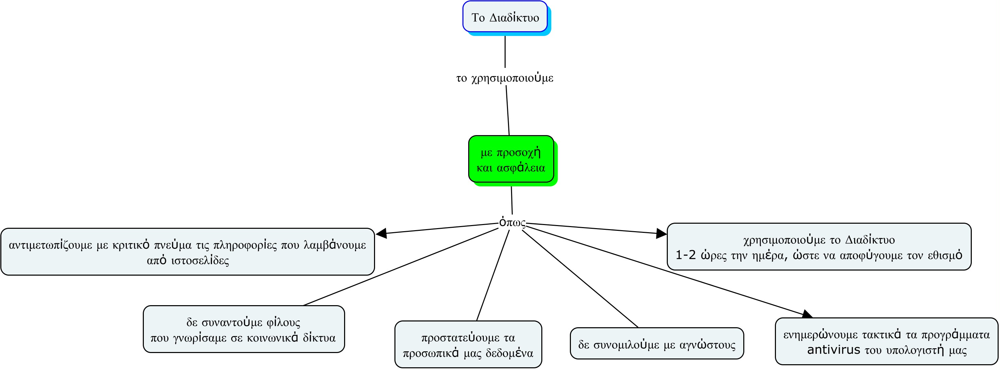 Το Διαδίκτυο
το χρησιμοποιούμε
με προσοχή
και ασφάλεια
όπως
αντιμετωπίζουμε με κριτικό πνεύμα τις πληροφορίες που λαμβάνουμε
από ιστοσελίδες
χρησιμοποιούμε το Διαδίκτυο
1-2 ώρες την ημέρα, ώστε να αποφύγουμε τον εθισμό
δε συναντούμε φίλους
που γνωρίσαμε σε κοινωνικά δίκτυα
προστατεύουμε τα
προσωπικά μας δεδομένα
δε συνομιλούμε με αγνώστους
ενημερώνουμε τακτικά τα προγράμματα
antivirus του υπολογιστή μας